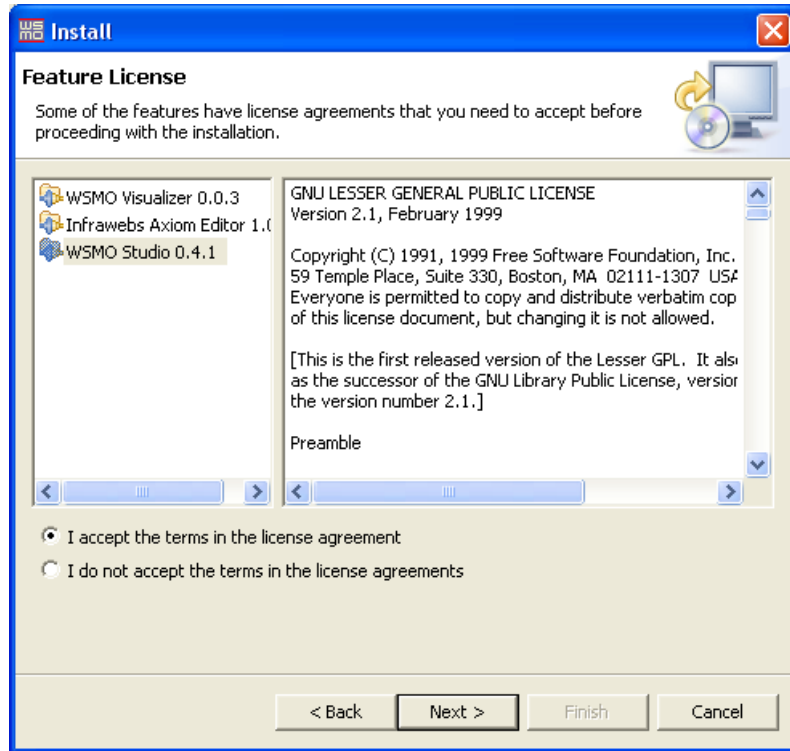 WSMO Install
Feature License
Some of the features have license agreements that you need to accept before
proceeding with the installation.
WSMO Visualizer 0.0.3
Infrawebs Axiom Editor 1.(
WSMO Studio 0.4.1
GNU LESSER GENERAL PUBLIC LICENSE
Version 2.1, February 1999
Copyright (C) 1991, 1999 Free Software Foundation, Inc.
59 Temple Place, Suite 330, Boston, MA 02111-1307 USA
Everyone is permitted to copy and distribute verbatim cop
of this license document, but changing it is not allowed.
[This is the first released version of the Lesser GPL. It also
as the successor of the GNU Library Public License, version
the version number 2.1.]
Preamble
I accept the terms in the license agreement
I do not accept the terms in the license agreements
< Back
Next >
Finish
Cancel